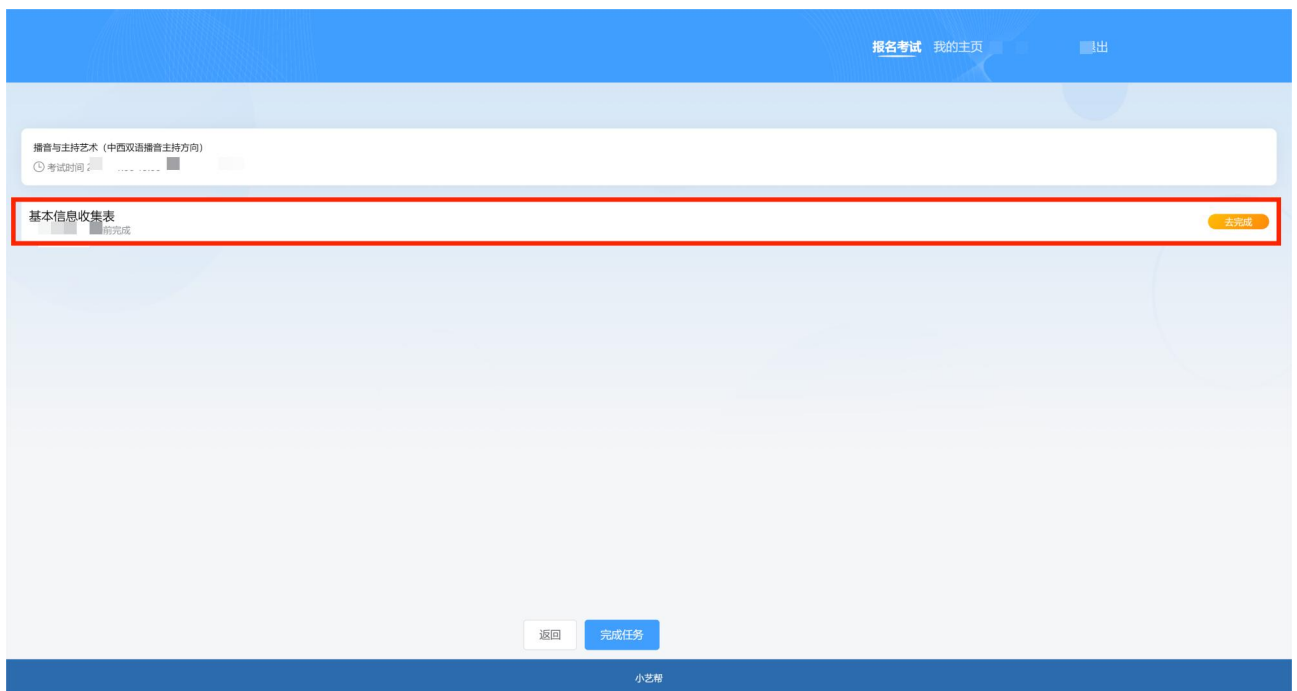 报名考试 我的主页 出
播音与主持艺术（中西双语播音主持方向）
考试时间
基本信息收集表
前完成
去完成
返回 完成任务
小艺帮